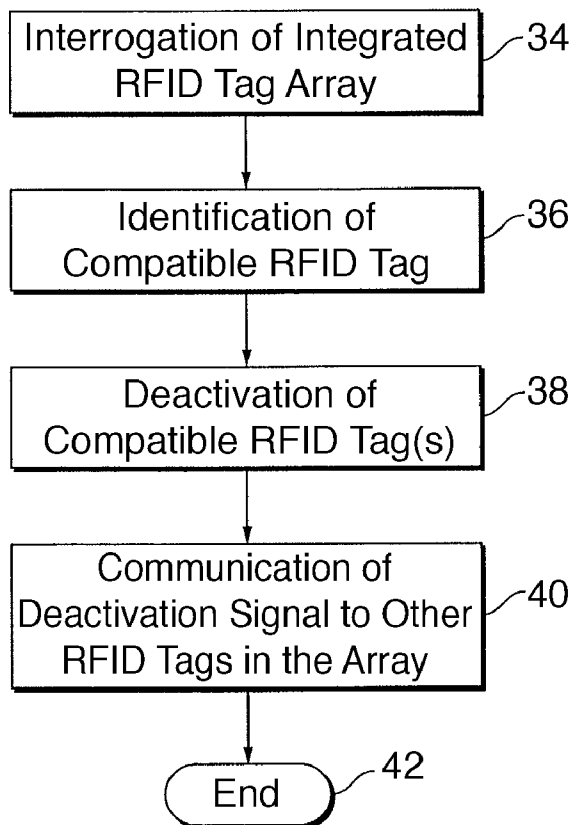 Interrogation of Integrated
RFID Tag Array
34
Identification of
Compatible RFID Tag
36
Deactivation of
Compatible RFID Tag(s)
38
Communication of
Deactivation Signal to Other
RFID Tags in the Array
40
End
42